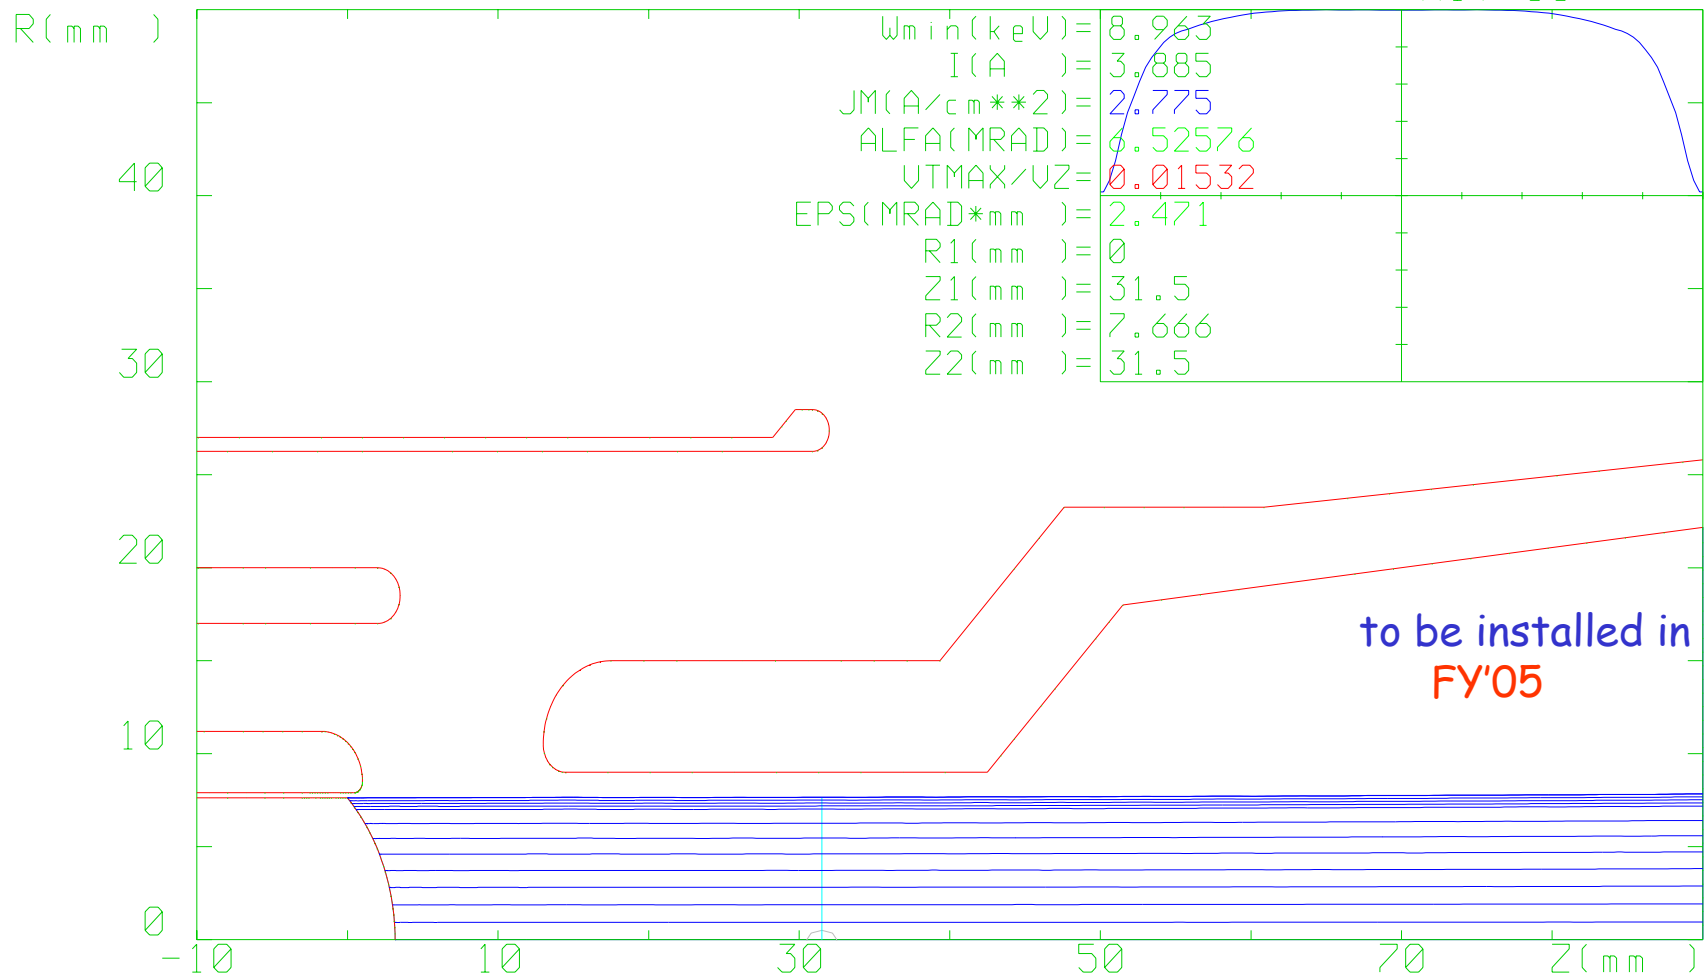 R(mm )
Wmin(keV)= 8.963
I(A )= 3.885
JM(A/cm**2)= 2.775
ALFA(MRAD)= 6.52576
VTMAX/VZ= 0.01532
EPS(MRAD*mm )= 2.471
R1(mm )= 0
Z1(mm )= 31.5
R2(mm )= 7.666
Z2(mm )= 31.5
40
30
20
10
0
to be installed in
FY'05
-10 10 30 50 70 Z(mm )